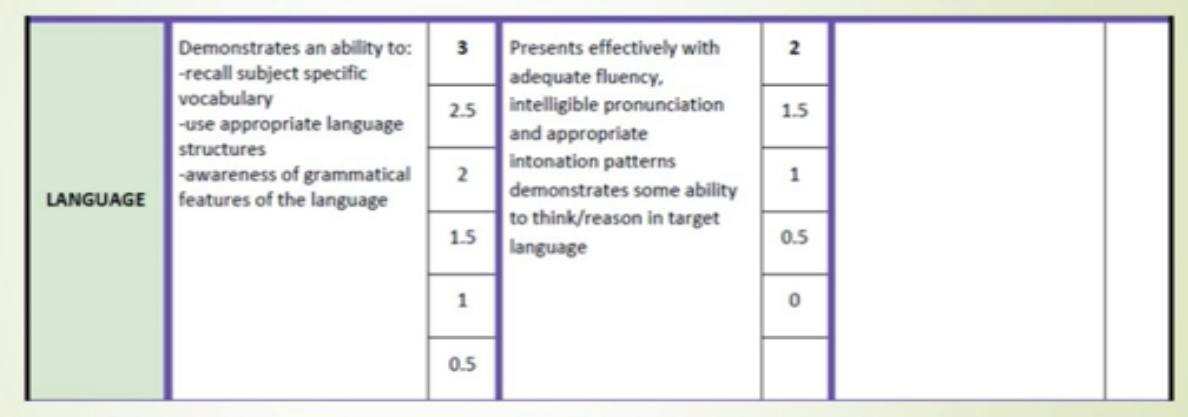 LANGUAGE
Demonstrates an ability to:
-recall subject specific
vocabulary
-use appropriate language
structures
-awareness of grammatical
features of the language
3
2.5
2
1.5
1
0.5
Presents effectively with
adequate fluency,
intelligible pronunciation
and appropriate
intonation patterns
demonstrates some ability
to think/reason in target
language
2
1.5
1
0.5
0